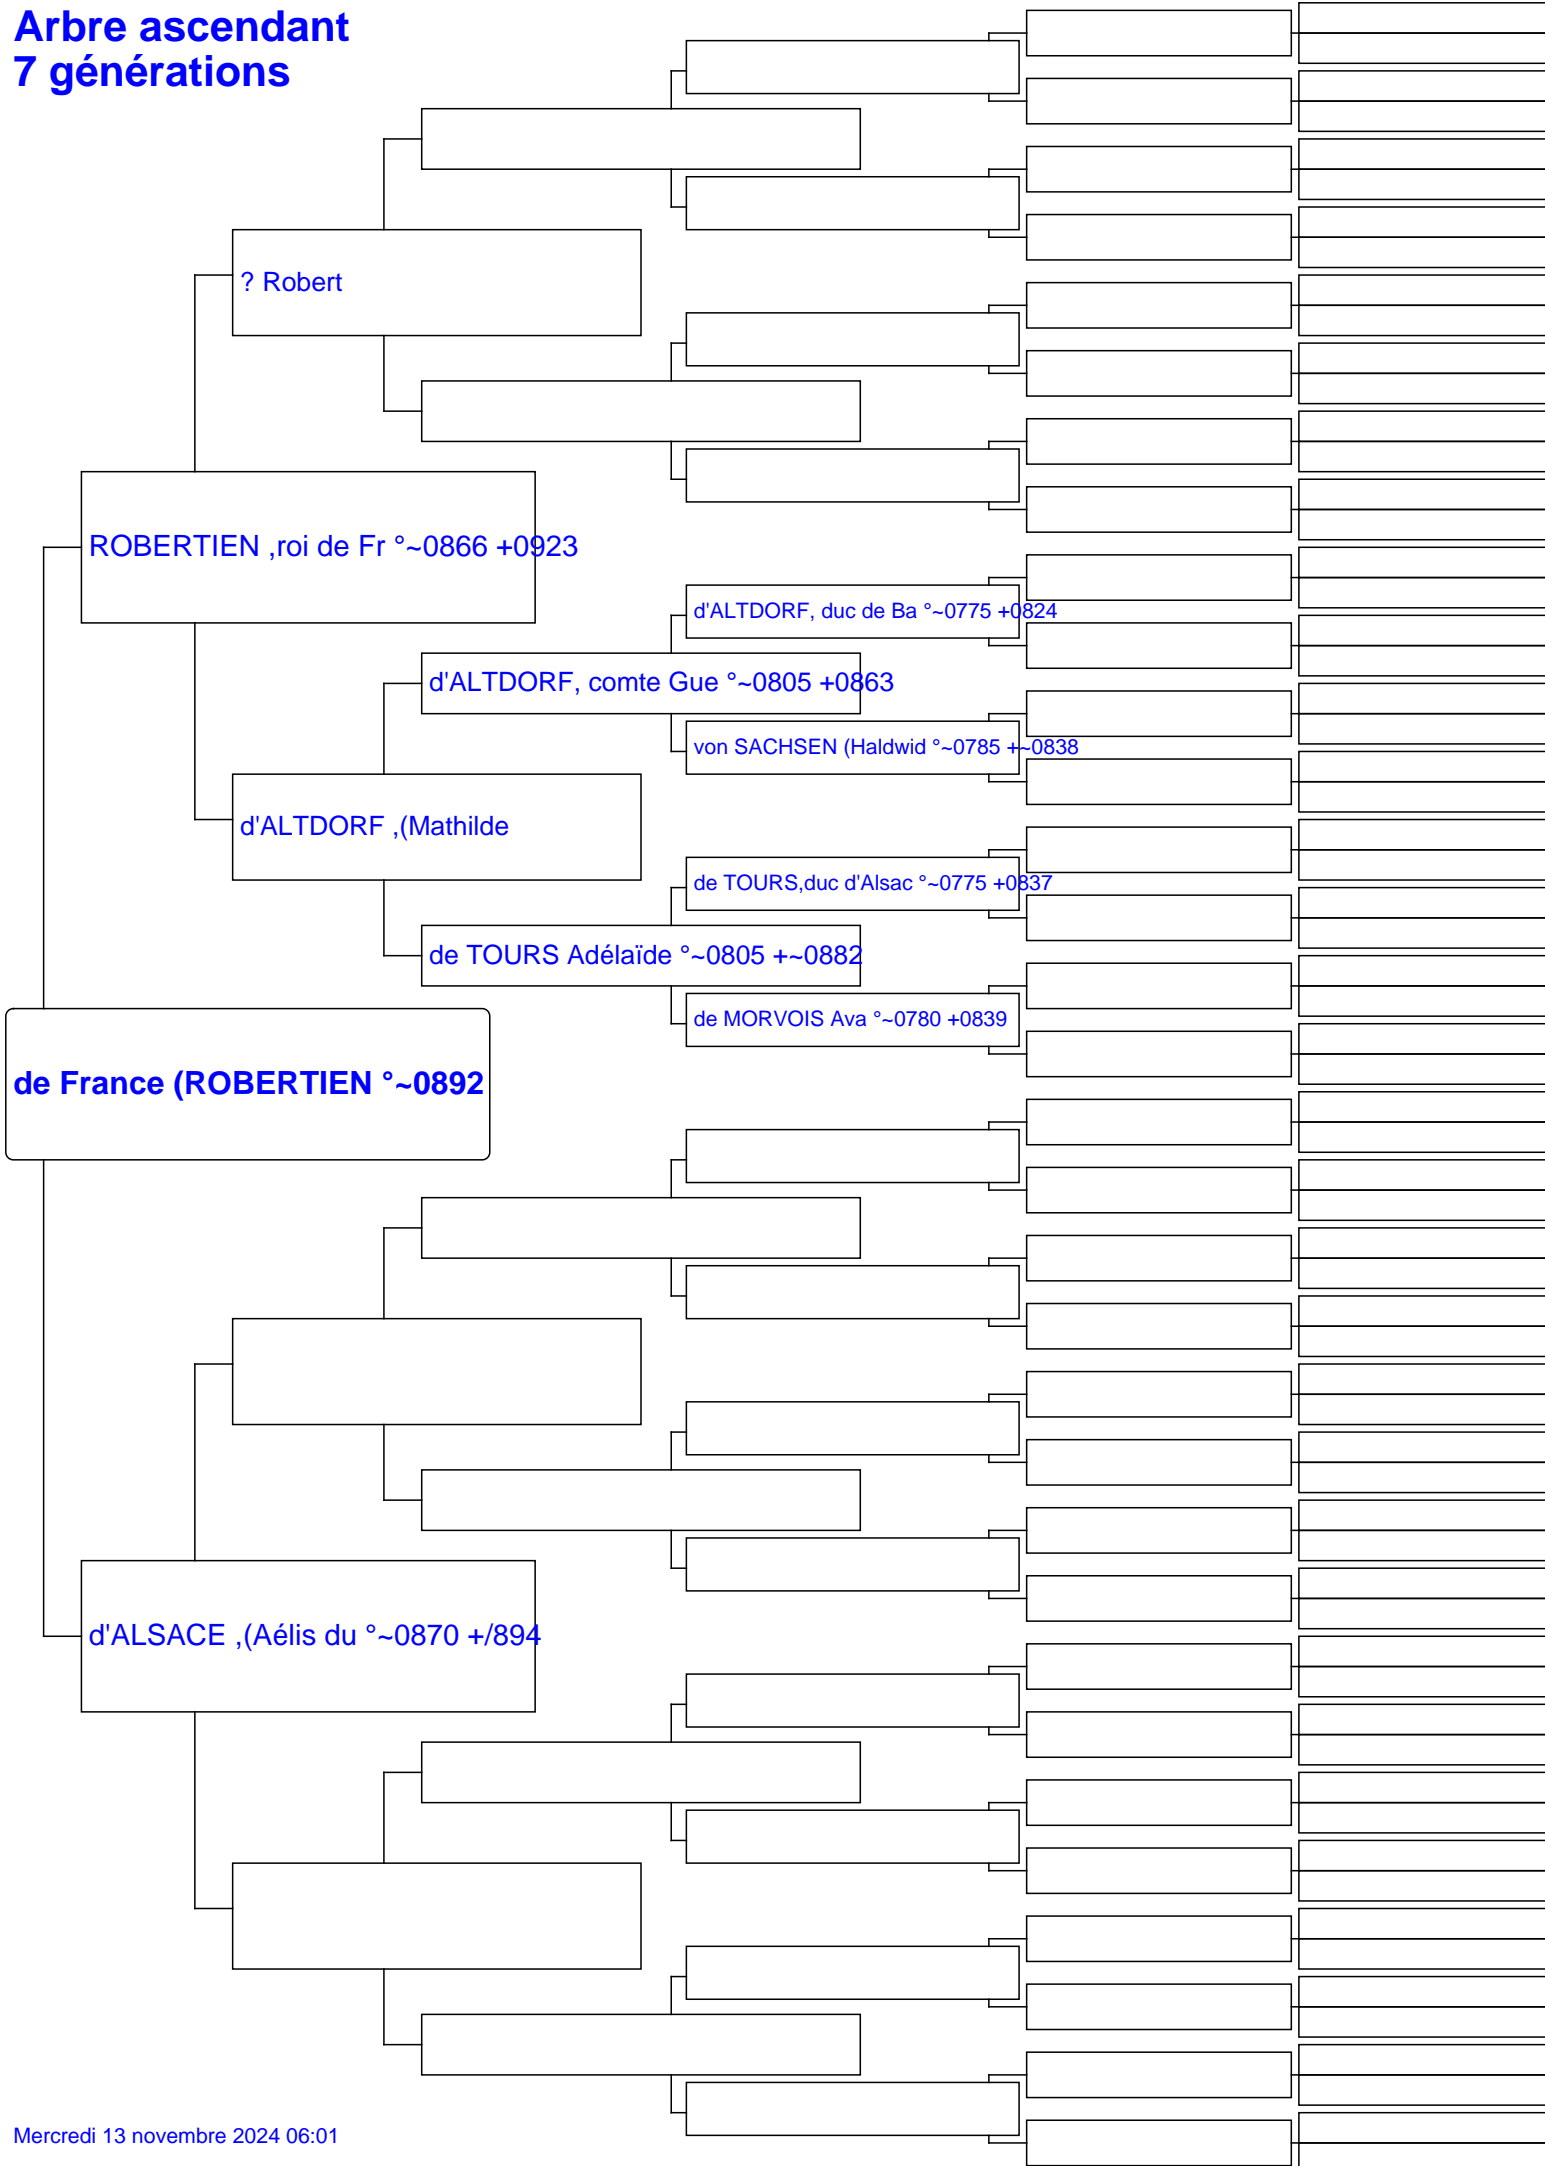 Arbre ascendant
7 générations
? Robert
ROBERTIEN ,roi de Fr °~0866 +0923
d'ALTDORF, duc de Ba °~0775 +0824
d'ALTDORF, comte Gue °~0805 +0863
von SACHSEN (Haldwid °~0785 +~0838
d'ALTDORF ,(Mathilde
de TOURS,duc d'Alsac °~0775 +0837
de TOURS Adélaïde °~0805 +~0882
de MORVOIS Ava °~0780 +0839
de France (ROBERTIEN °~0892
d'ALSACE ,(Aélis du °~0870 +/894
Mercredi 13 novembre 2024 06:01